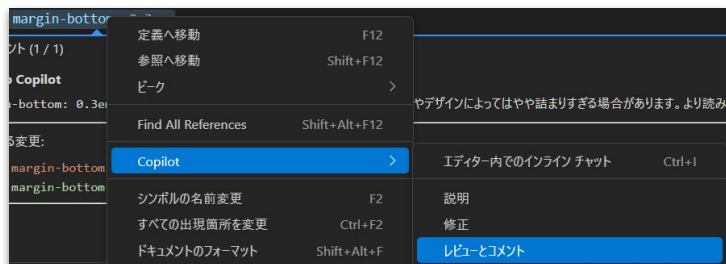 margin-bottom
定義へ移動 F12
ント (1 / 1)
参照へ移動 Shift+F12
Copilot
ピーク
-bottom: 0.3em
やデザインによってはやや詰まりすぎる場合があります。より読み
Find All References Shift+Alt+F12
る変更:
Copilot
エディター内でのインライン チャット Ctrl+I
margin-bottom
margin-bottom
シンボルの名前変更 F2
説明
すべての出現箇所を変更 Ctrl+F2
修正
ドキュメントのフォーマット Shift+Alt+F
レビューとコメント